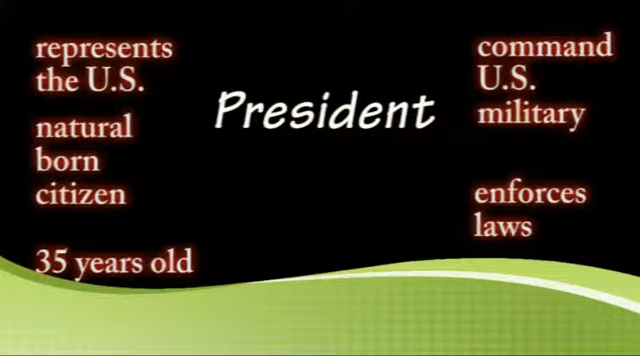 represents
the U.S.
natural
born
citizen
35 years old
President
command
U.S.
military
enforces
laws